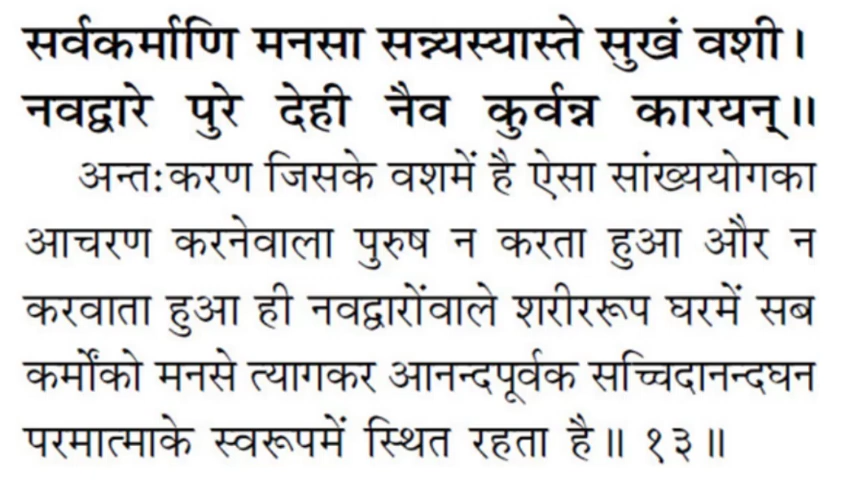 सर्वकर्माणि मनसा सन्न्यस्यास्ते सुखं वशी।
नवद्वारे पुरे देही नैव कुर्वन्न कारयन्॥
अन्तःकरण जिसके वशमें है ऐसा सांख्ययोगका
आचरण करनेवाला पुरुष न करता हुआ और न
करवाता हुआ ही नवद्वारोंवाले शरीररूप घरमें सब
कर्मोंको मनसे त्यागकर आनन्दपूर्वक सच्चिदानन्दघन
परमात्माके स्वरूपमें स्थित रहता है॥ १३॥